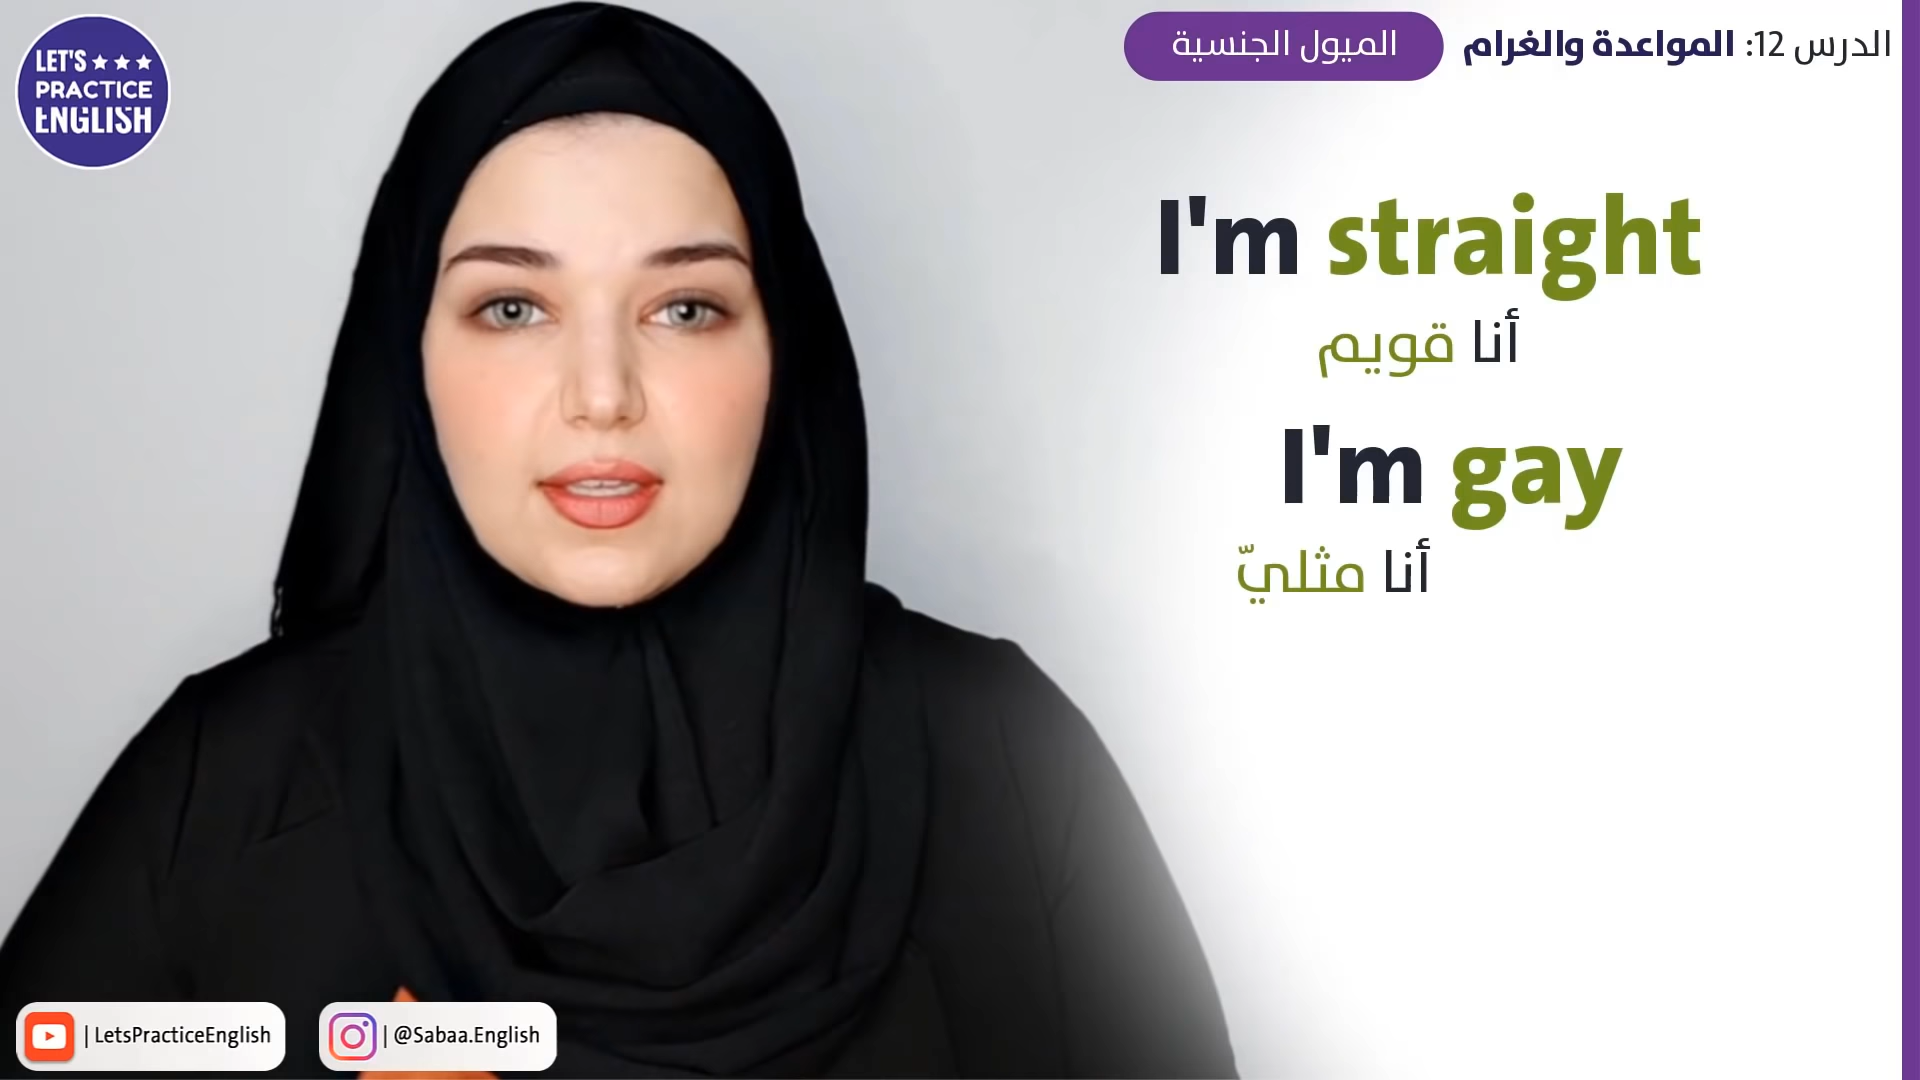 LET'S
PRACTICE
ENGLISH
الدرس 12: المواعدة والغرام
الميول الجنسية
I'm straight
أنا قويم
I'm gay
أنا مثليّ
| LetsPracticeEnglish
| @Sabaa.English